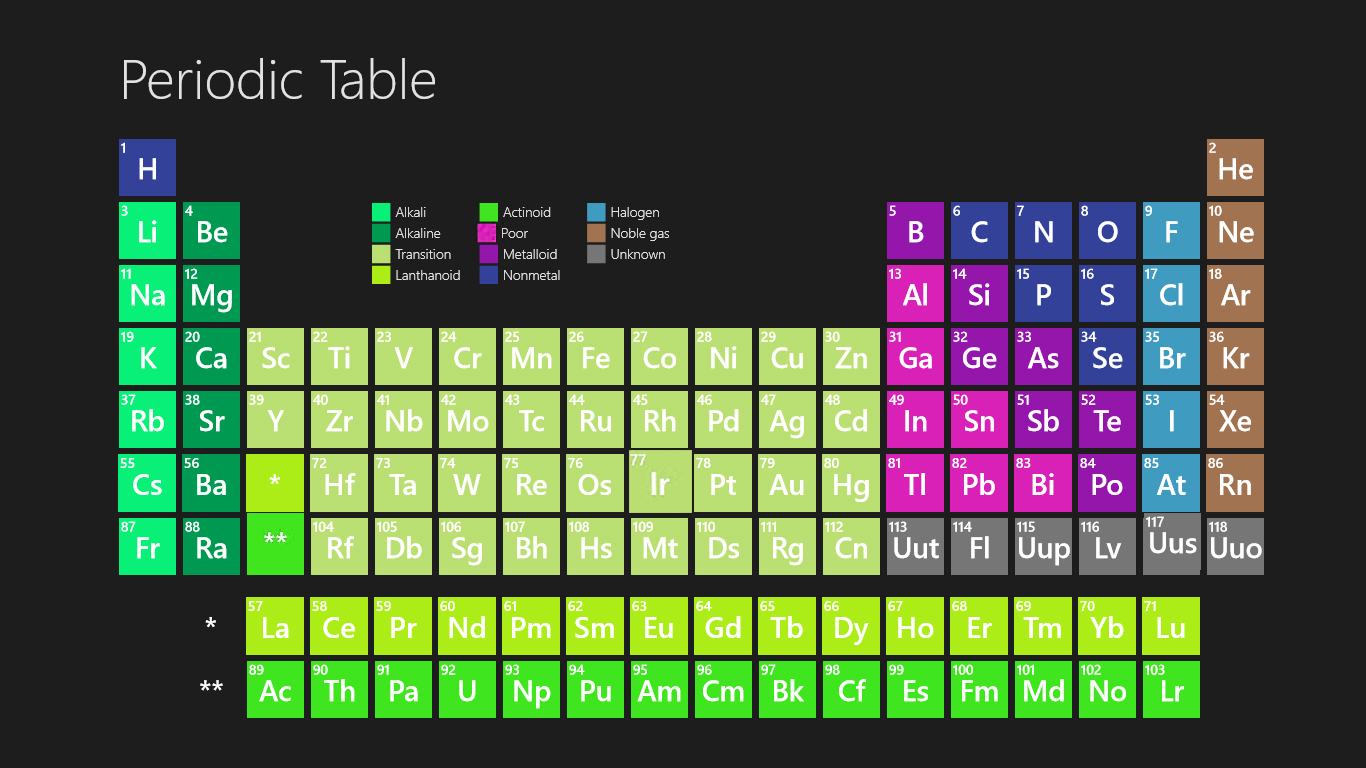 Periodic Table
1 2
H He
3 4 Alkali Actinoid Halogen 5 6 7 8 9 10
Li Be Alkaline Poor Noble gas B C N O F Ne
Transition Metalloid Unknown
Lanthanoid Nonmetal
11 12 13 14 15 16 17 18
Na Mg Al Si P S Cl Ar
19 20 21 22 23 24 25 26 27 28 29 30 31 32 33 34 35 36
K Ca Sc Ti V Cr Mn Fe Co Ni Cu Zn Ga Ge As Se Br Kr
37 38 39 40 41 42 43 44 45 46 47 48 49 50 51 52 53 54
Rb Sr Y Zr Nb Mo Tc Ru Rh Pd Ag Cd In Sn Sb Te I Xe
55 56 72 73 74 75 76 77 78 79 80 81 82 83 84 85 86
Cs Ba * Hf Ta W Re Os Ir Pt Au Hg Tl Pb Bi Po At Rn
87 88 104 105 106 107 108 109 110 111 112 113 114 115 116 117 118
Fr Ra ** Rf Db Sg Bh Hs Mt Ds Rg Cn Uut Fl Uup Lv Uus Uuo
57 58 59 60 61 62 63 64 65 66 67 68 69 70 71
* La Ce Pr Nd Pm Sm Eu Gd Tb Dy Ho Er Tm Yb Lu
89 90 91 92 93 94 95 96 97 98 99 100 101 102 103
** Ac Th Pa U Np Pu Am Cm Bk Cf Es Fm Md No Lr